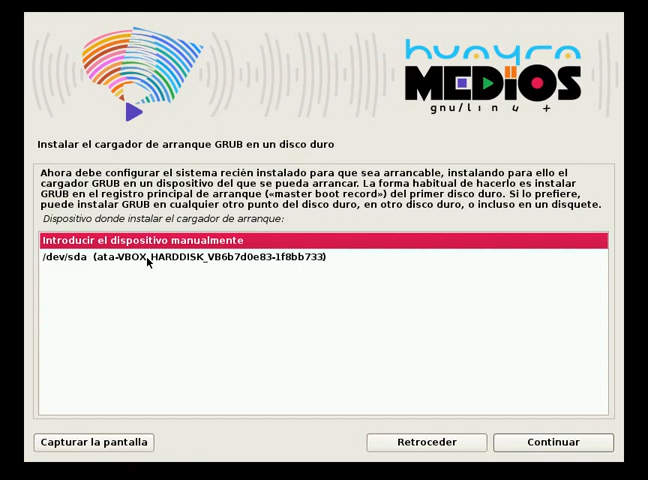 huayra
MEDiOS
gnu/linux +
Instalar el cargador de arranque GRUB en un disco duro
Ahora debe configurar el sistema recién instalado para que sea arrancable, instalando para ello el
cargador GRUB en un dispositivo del que se pueda arrancar. La forma habitual de hacerlo es instalar
GRUB en el registro principal de arranque («master boot record») del primer disco duro. Si lo prefiere,
puede instalar GRUB en cualquier otro punto del disco duro, en otro disco duro, o incluso en un disquete.
Dispositivo donde instalar el cargador de arranque:
Introducir el dispositivo manualmente
/dev/sda (ata-VBOX_HARDDISK_VB6b7d0e83-1f8bb733)
Capturar la pantalla
Retroceder
Continuar